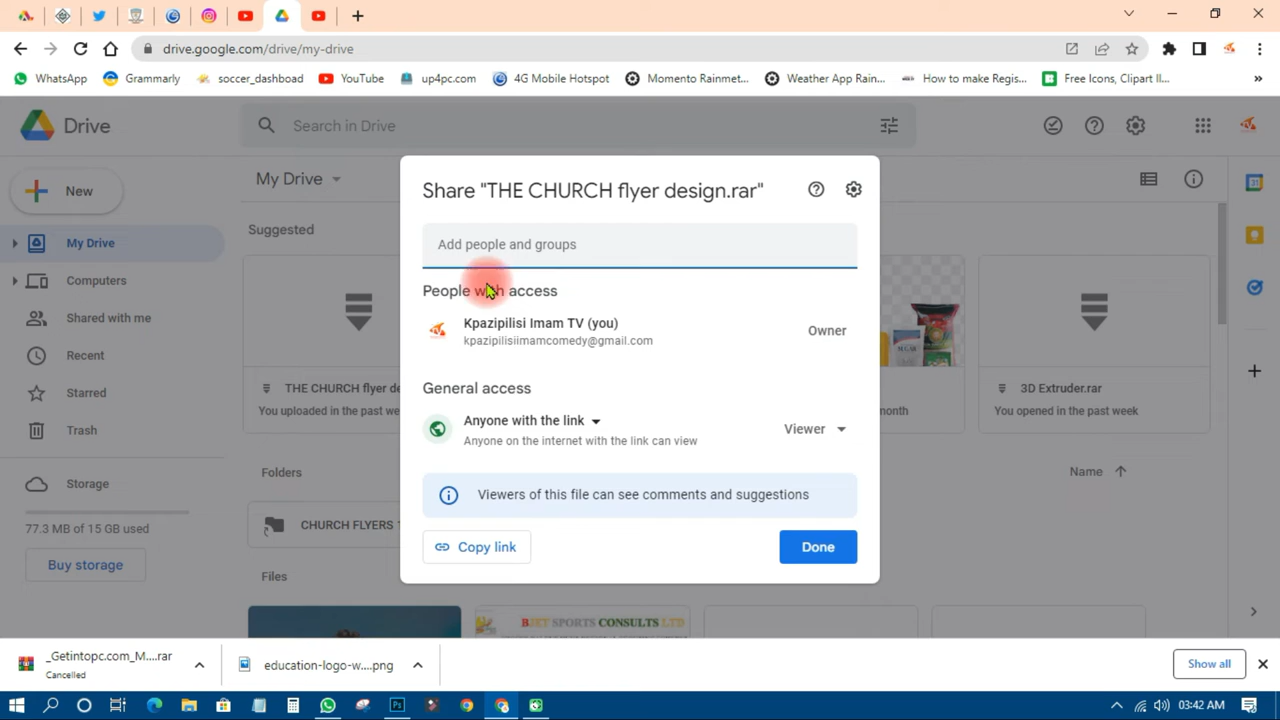 drive.google.com/drive/my-drive
WhatsApp
Grammarly
soccer_dashboad
YouTube
up4pc.com
4G Mobile Hotspot
Momento Rainmet...
Weather App Rain...
How to make Regis...
Free Icons, Clipart Il...
»
Drive
Search in Drive
New
My Drive
Share "THE CHURCH flyer design.rar"
Suggested
My Drive
Add people and groups
Computers
People with access
Shared with me
Kpazipilisi Imam TV (you)
kpazipilisiimamcomedy@gmail.com
Owner
Recent
General access
THE CHURCH flyer de
3D Extruder.rar
Starred
You uploaded in the past we
month
You opened in the past week
Anyone with the link
Viewer
Trash
Anyone on the internet with the link can view
Folders
Name
Storage
Viewers of this file can see comments and suggestions
77.3 MB of 15 GB used
CHURCH FLYERS
Copy link
Done
Buy storage
Files
BJET SPORTS CONSULTS LTD
_Getintopc.com_M....rar
Cancelled
education-logo-w....png
Show all
03:42 AM